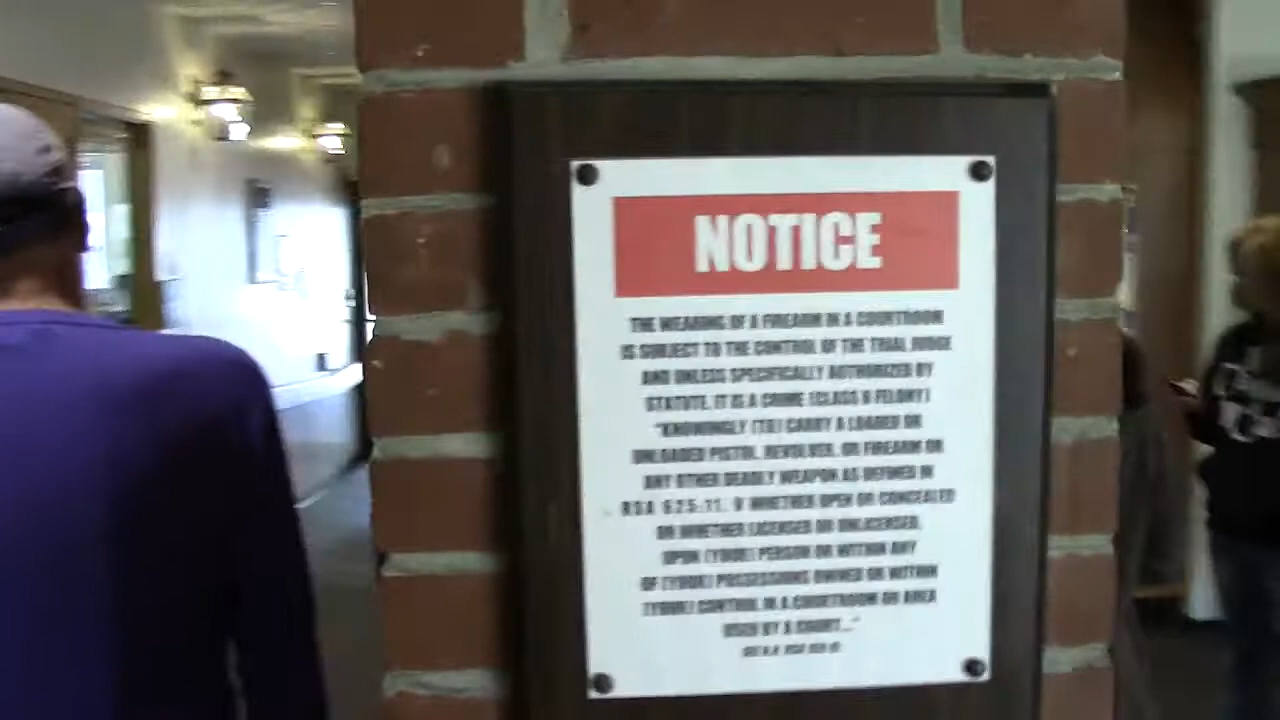 NOTICE
THE WEARING OF A FIREARM IN A COURTROOM
IS SUBJECT TO THE CONTROL OF THE TRIAL JUDGE
AND UNLESS SPECIFICALLY AUTHORIZED BY
STATUTE, IT IS A CRIME (CLASS B FELONY)
"KNOWINGLY (TO) CARRY A LOADED OR
UNLOADED PISTOL, REVOLVER, OR FIREARM OR
ANY OTHER DEADLY WEAPON AS DEFINED IN
RSA 625:11, V WHETHER OPEN OR CONCEALED
OR WHETHER LICENSED OR UNLICENSED,
UPON (YOUR) PERSON OR WITHIN ANY
OF (YOUR) POSSESSIONS OWNED OR WITHIN
(YOUR) CONTROL IN A COURTROOM OR AREA
USED BY A COURT..."